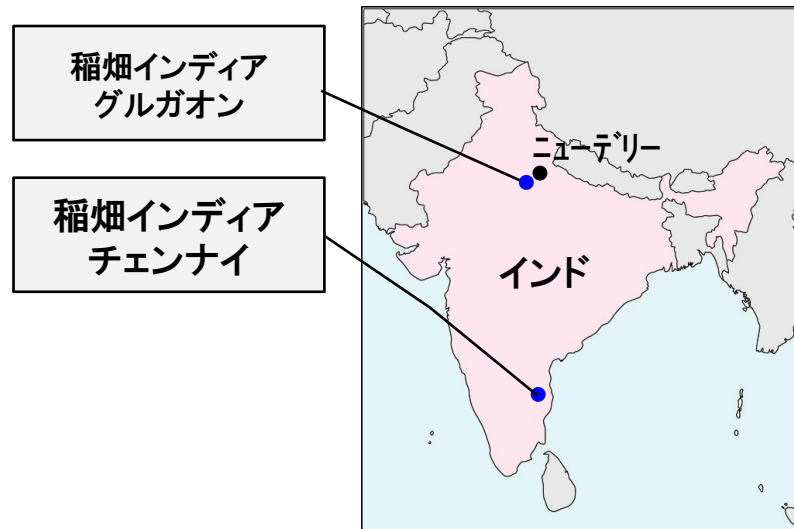 稲畑インディア
グルガオン
ニューデリー
稲畑インディア
チェンナイ
インド